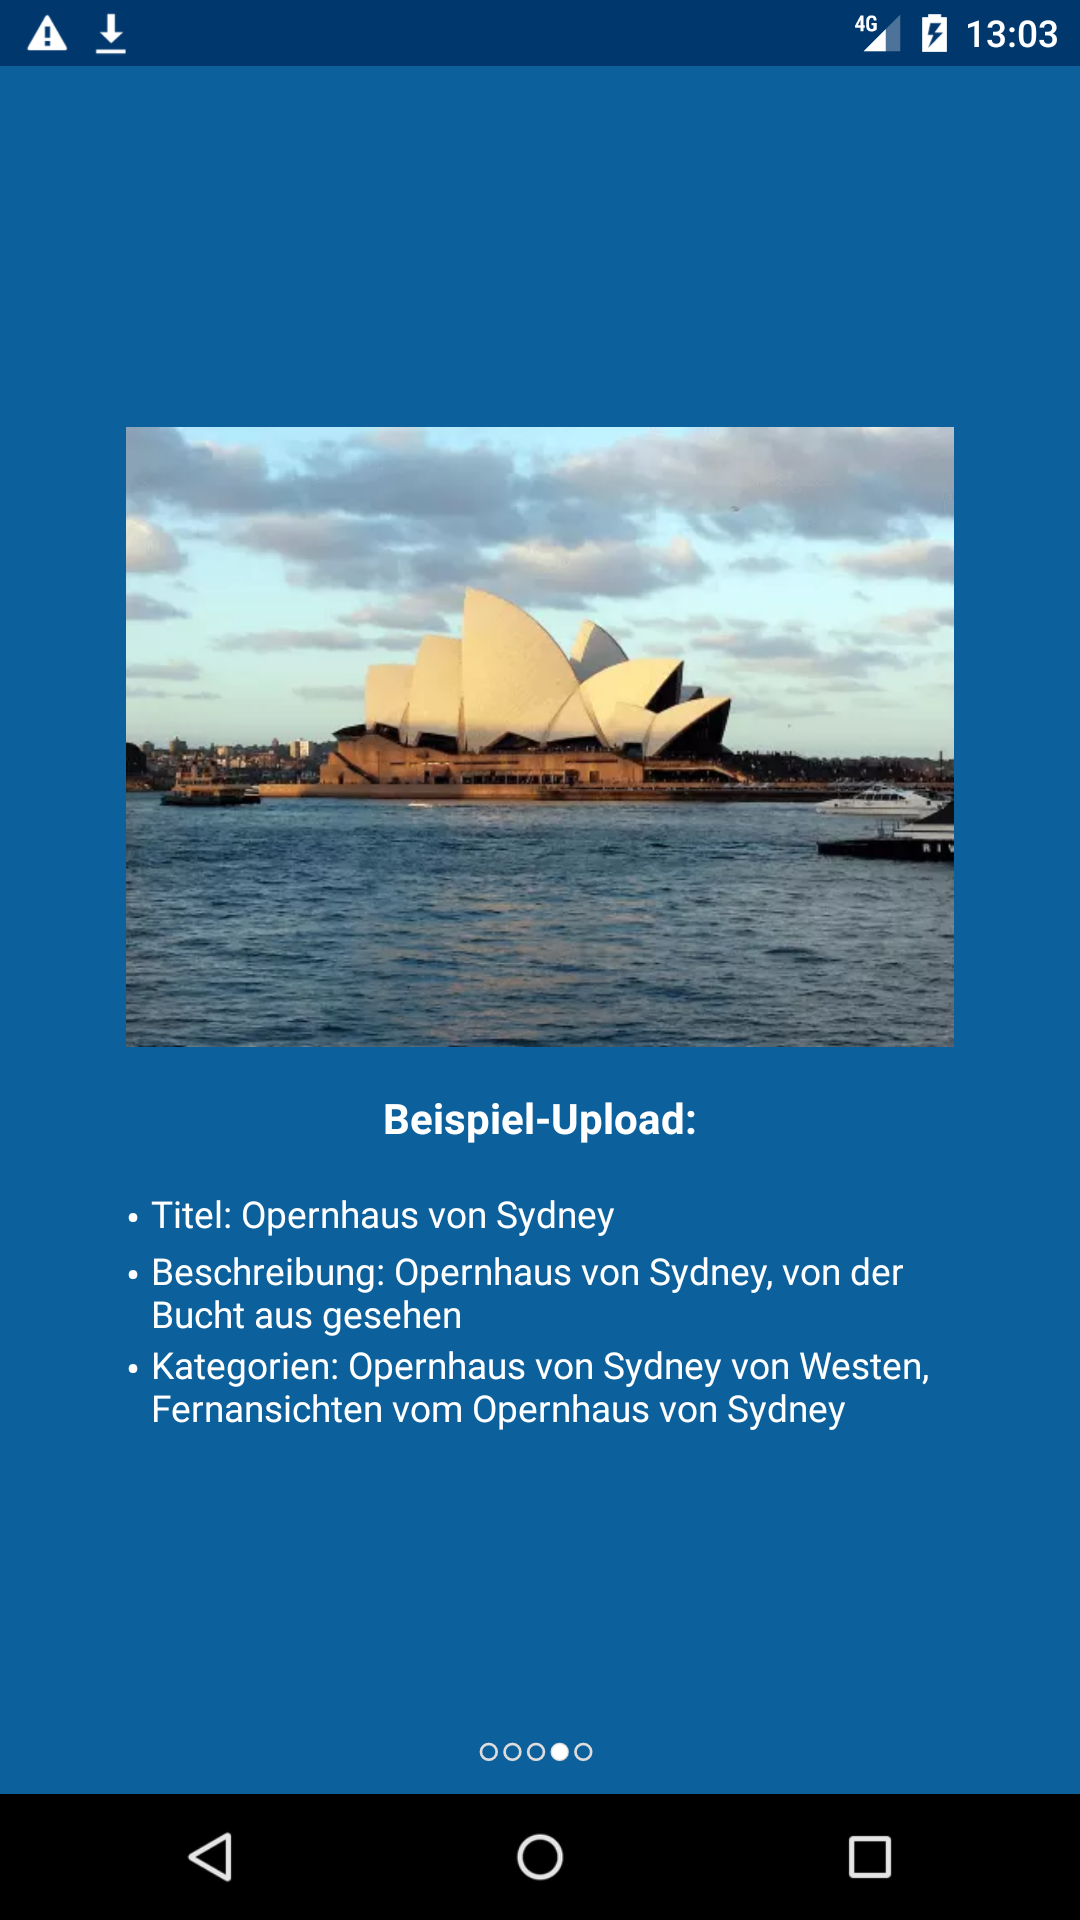 4G 13:03
RIV
Beispiel-Upload:
• Titel: Opernhaus von Sydney
• Beschreibung: Opernhaus von Sydney, von der
Bucht aus gesehen
• Kategorien: Opernhaus von Sydney von Westen,
Fernansichten vom Opernhaus von Sydney